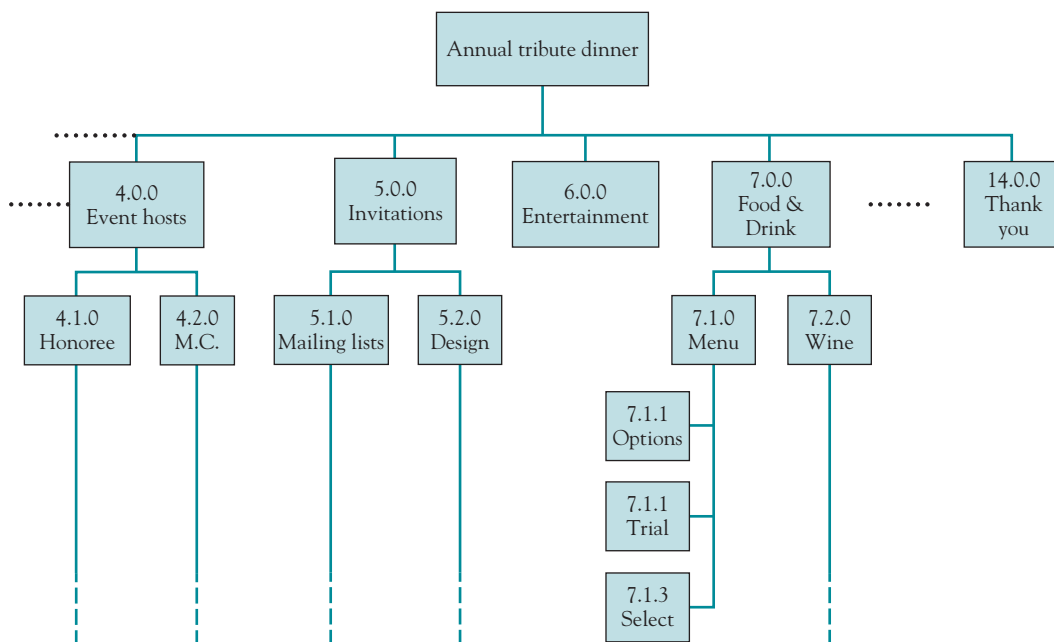 Annual tribute dinner
4.0.0
Event hosts
5.0.0
Invitations
6.0.0
Entertainment
7.0.0
Food &
Drink
14.0.0
Thank
you
4.1.0
Honoree
4.2.0
M.C.
5.1.0
Mailing lists
5.2.0
Design
7.1.0
Menu
7.2.0
Wine
7.1.1
Options
7.1.1
Trial
7.1.3
Select